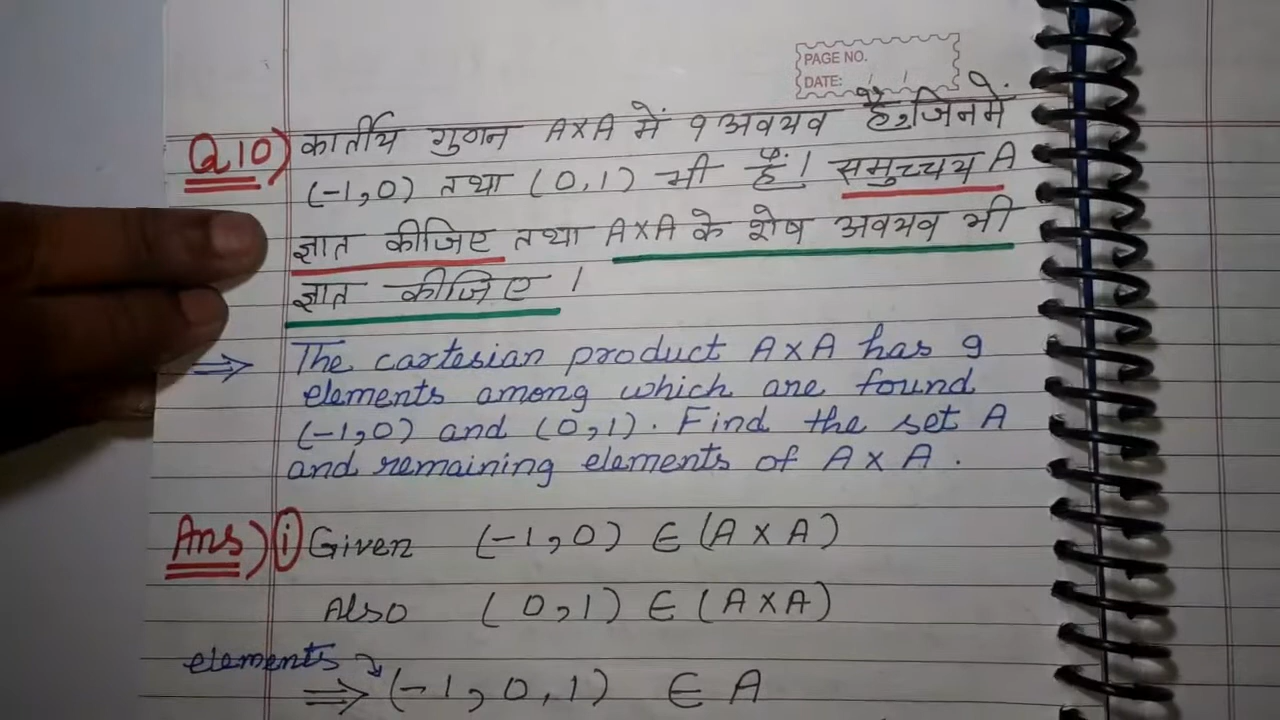 PAGE NO.
DATE: / /
Q10) कार्तीय गुणन A×A में 9 अवयव हैं, जिनमें
(-1,0) तथा (0,1) भी हैं। समुच्चय A
ज्ञात कीजिए तथा A×A के शेष अवयव भी
ज्ञात कीजिए।
⇒ The cartesian product A×A has 9
elements among which are found
(-1,0) and (0,1). Find the set A
and remaining elements of A×A.
Ans) (i) Given (-1,0) ∈ (A×A)
Also (0,1) ∈ (A×A)
elements
⇒ (-1,0,1) ∈ A